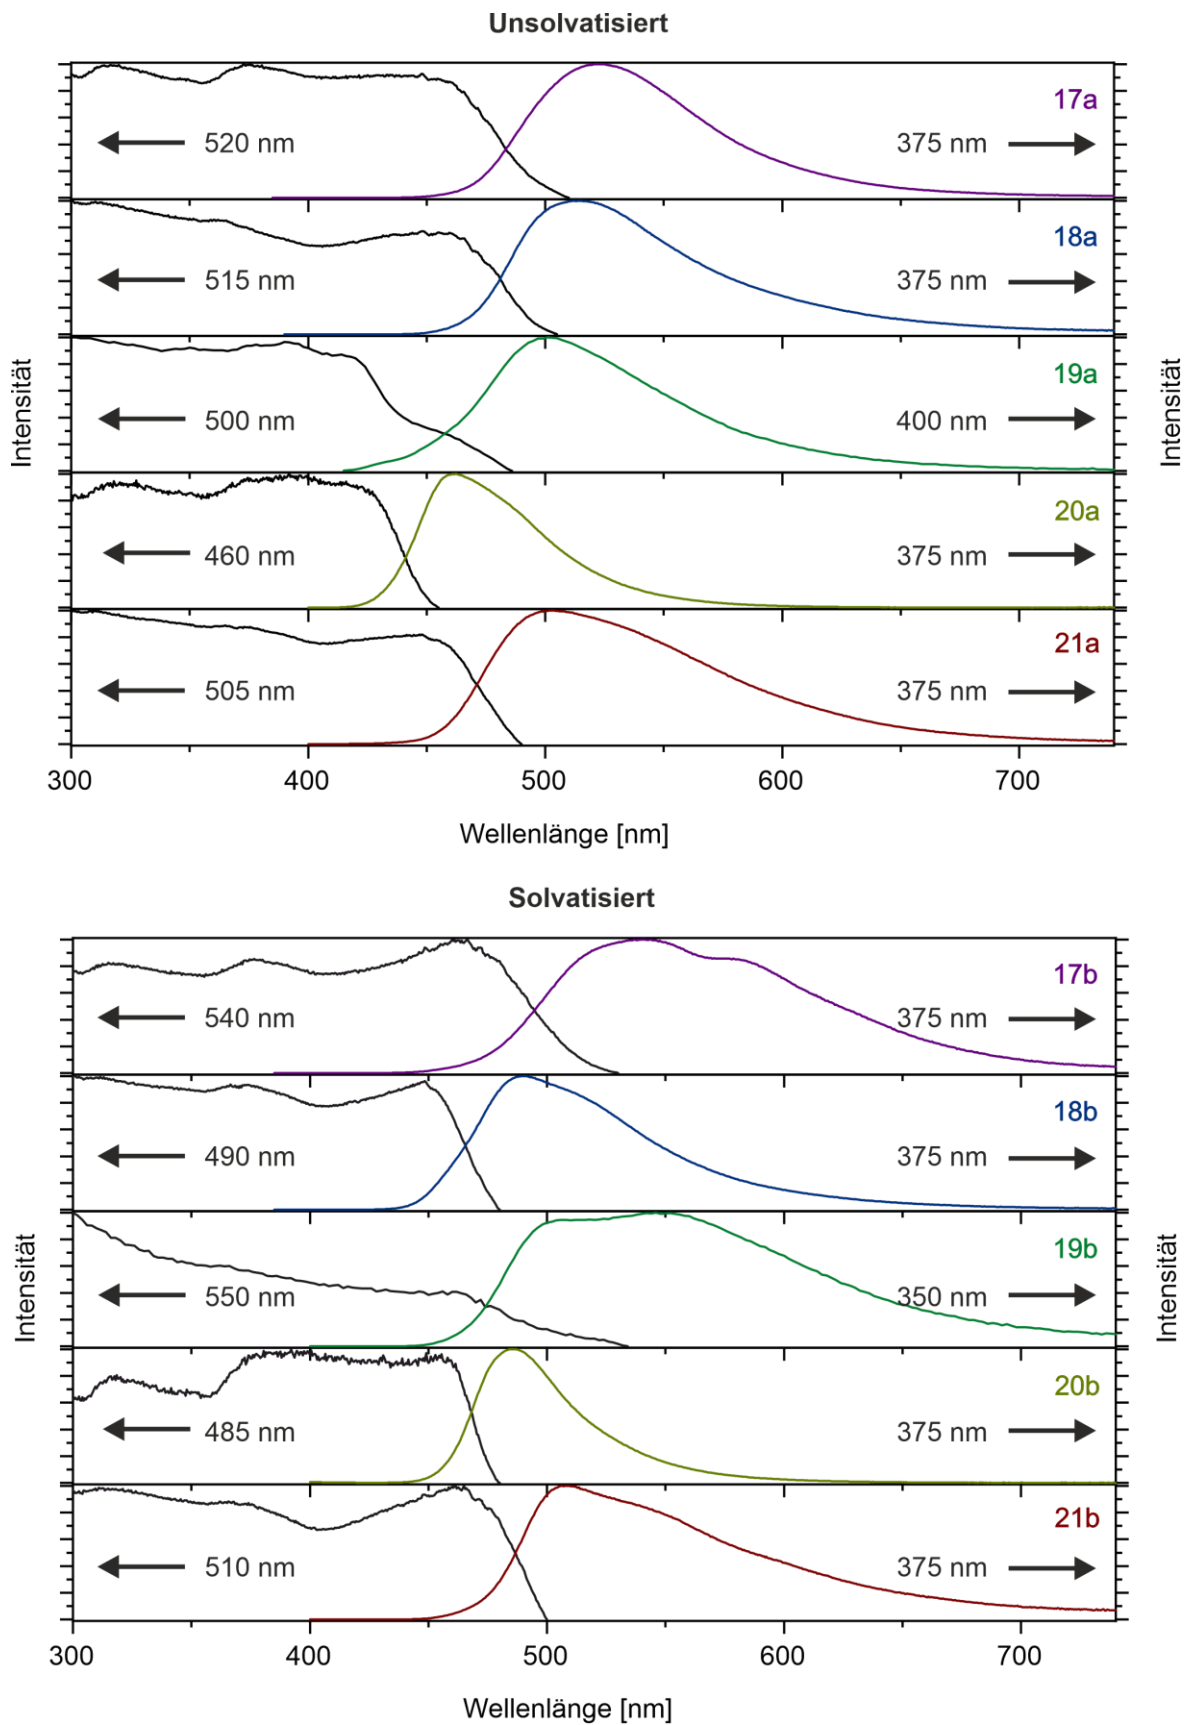 Unsolvatisiert
17a
520 nm
375 nm
18a
515 nm
375 nm
19a
500 nm
400 nm
20a
460 nm
375 nm
21a
505 nm
375 nm
Intensität
Intensität
300 400 500 600 700
Wellenlänge [nm]
Solvatisiert
17b
540 nm
375 nm
18b
490 nm
375 nm
19b
550 nm
350 nm
20b
485 nm
375 nm
21b
510 nm
375 nm
Intensität
Intensität
300 400 500 600 700
Wellenlänge [nm]